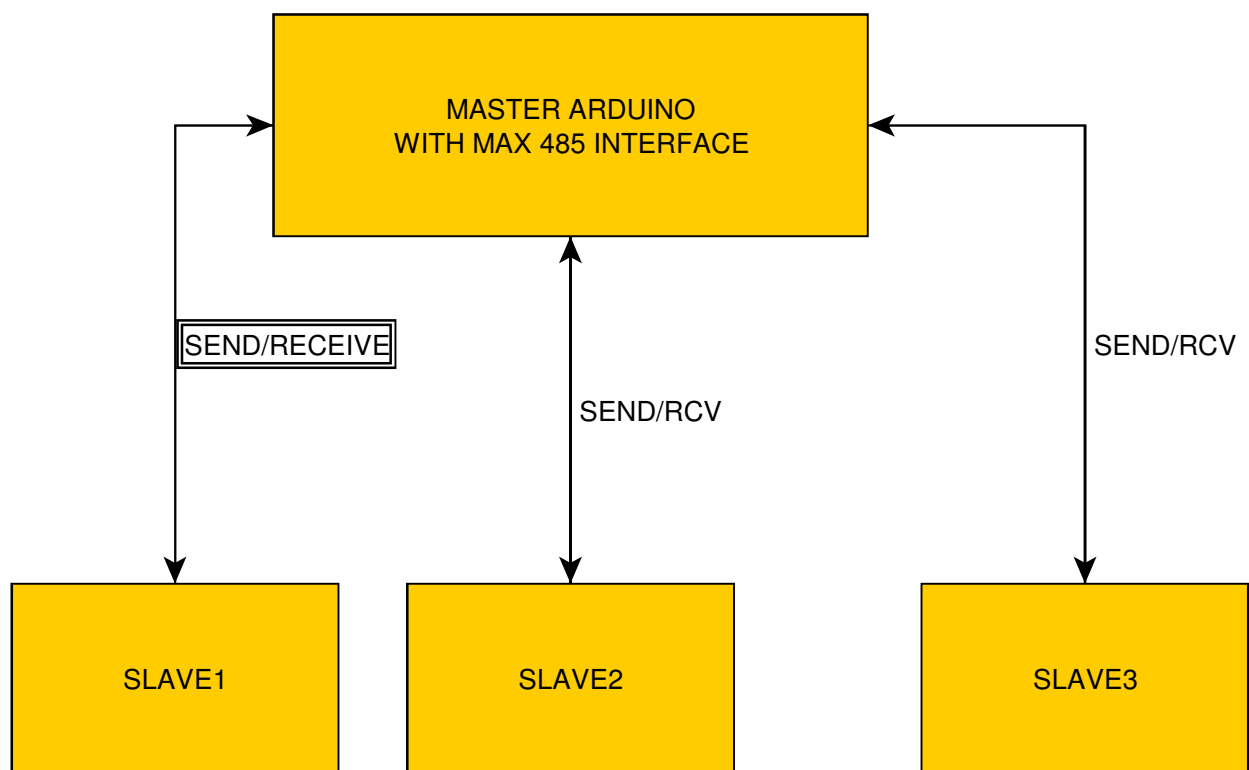 MASTER ARDUINO
WITH MAX 485 INTERFACE
SEND/RECEIVE
SEND/RCV
SEND/RCV
SLAVE1
SLAVE2
SLAVE3